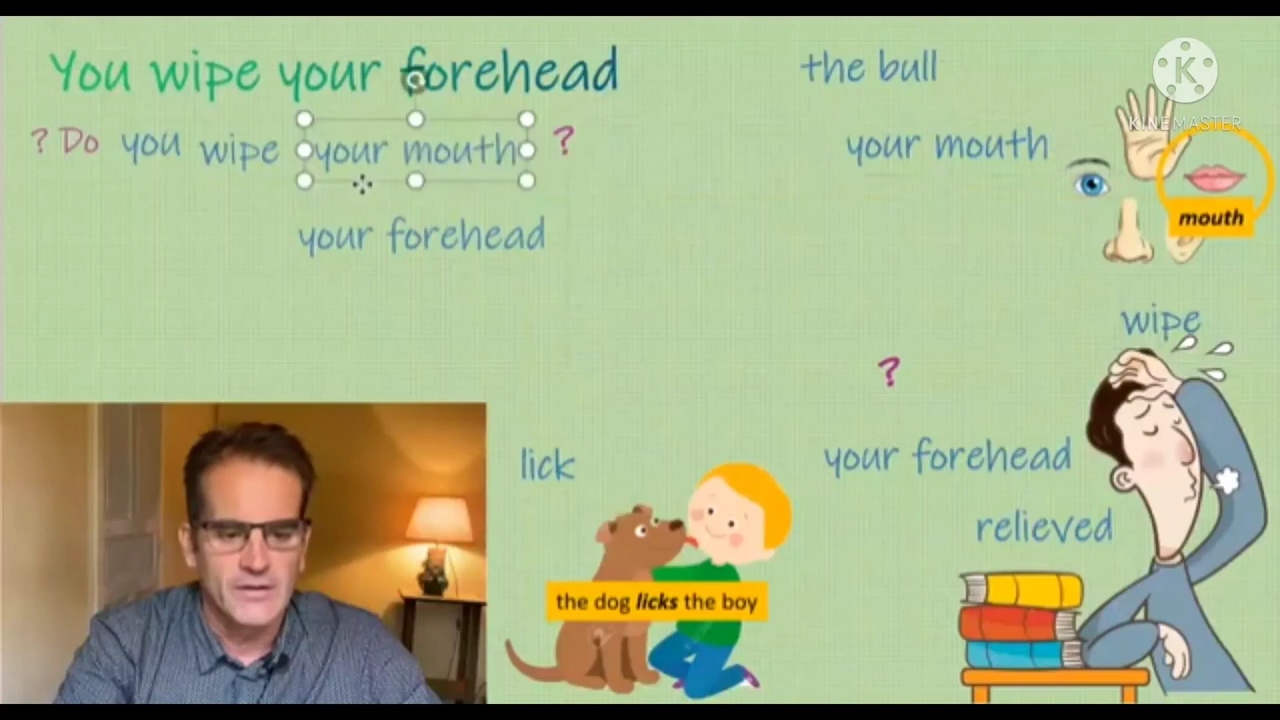 You wipe your forehead
? Do you wipe your mouth ?
your forehead
the bull
your mouth
K
KINEMASTER
mouth
wipe
?
lick
your forehead
relieved
the dog licks the boy